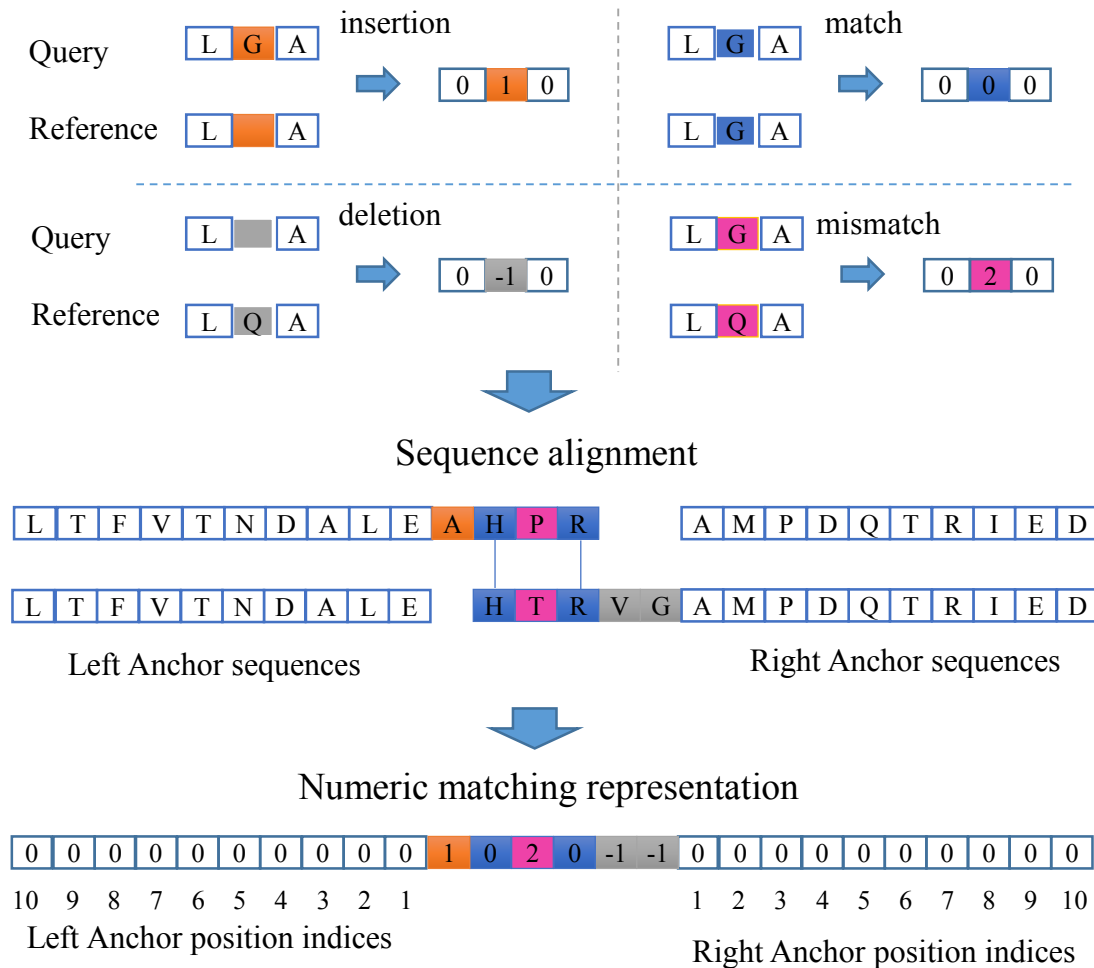 insertion
Query L G A 0 1 0
Reference L A
match
L G A 0 0 0
L G A
deletion
Query L A 0 -1 0
Reference L Q A
mismatch
L G A 0 2 0
L Q A
Sequence alignment
L T F V T N D A L E A H P R A M P D Q T R I E D
L T F V T N D A L E H T R V G A M P D Q T R I E D
Left Anchor sequences Right Anchor sequences
Numeric matching representation
0 0 0 0 0 0 0 0 0 0 1 0 2 0 -1 -1 0 0 0 0 0 0 0 0 0 0
10 9 8 7 6 5 4 3 2 1 1 2 3 4 5 6 7 8 9 10
Left Anchor position indices Right Anchor position indices